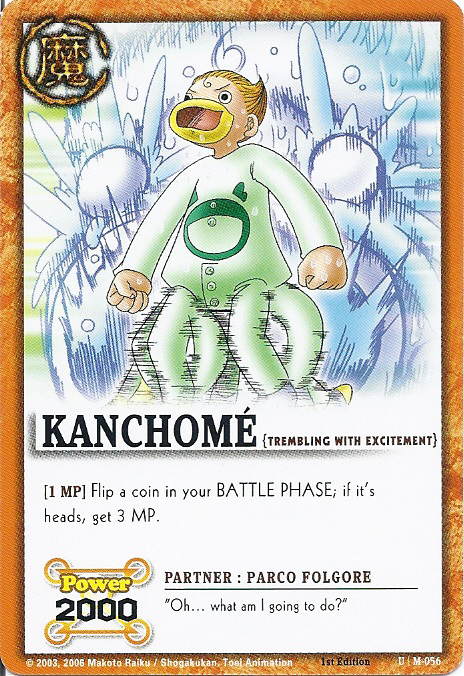 魔
KANCHOMÉ {TREMBLING WITH EXCITEMENT}
[1 MP] Flip a coin in your BATTLE PHASE; if it's
heads, get 3 MP.
Power
2000
PARTNER : PARCO FOLGORE
"Oh... what am I going to do?"
© 2003, 2006 Makoto Raiku / Shogakukan, Toei Animation 1st Edition U | M-056